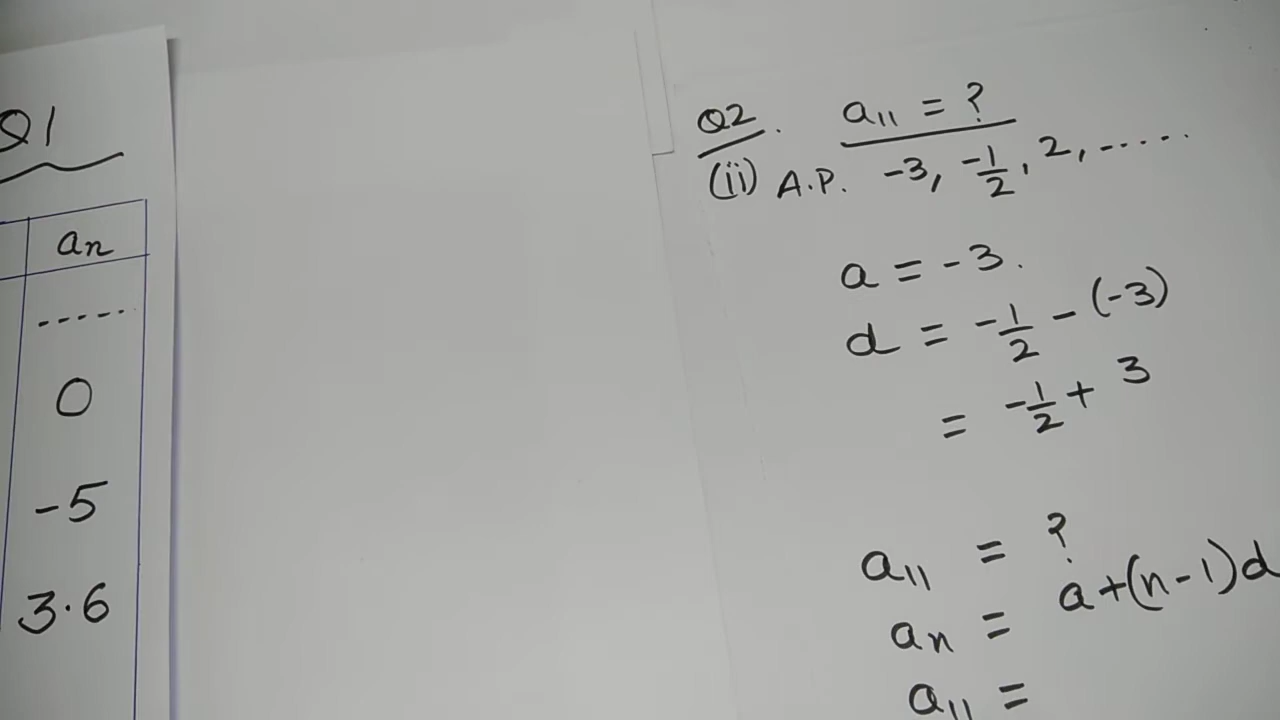 Q1
an
.....
0
-5
3.6
Q2. a11 = ?
(ii) A.P. -3, -1/2, 2, ......
a = -3.
d = -1/2 - (-3)
= -1/2 + 3
a11 = ?
an = a+(n-1)d
a11 =